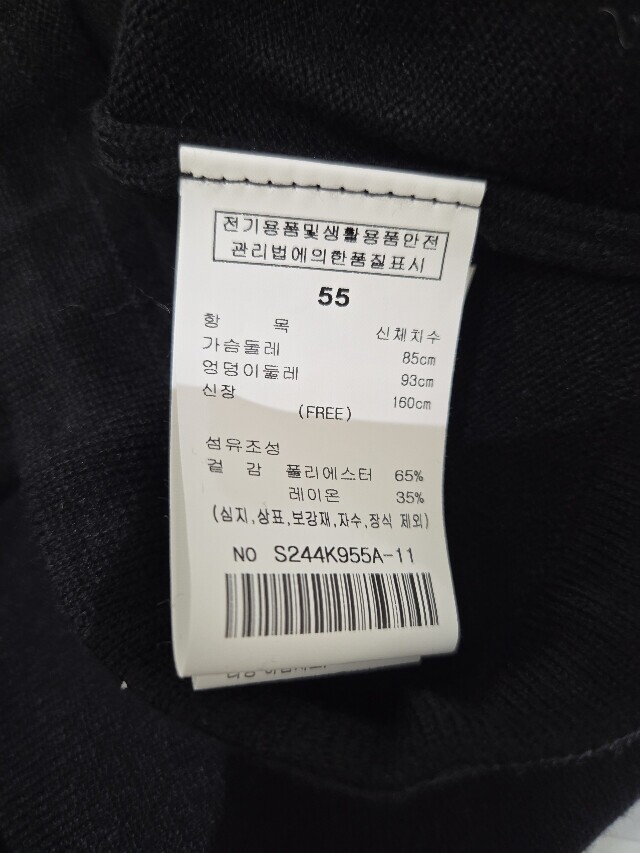 전기용품및생활용품안전
관리법에의한품질표시
55
항 목 신체치수
가슴둘레 85cm
엉덩이둘레 93cm
신장 160cm
(FREE)
섬유조성
겉 감 폴리에스터 65%
레이온 35%
(심지,상표,보강재,자수,장식 제외)
NO S244K955A-11